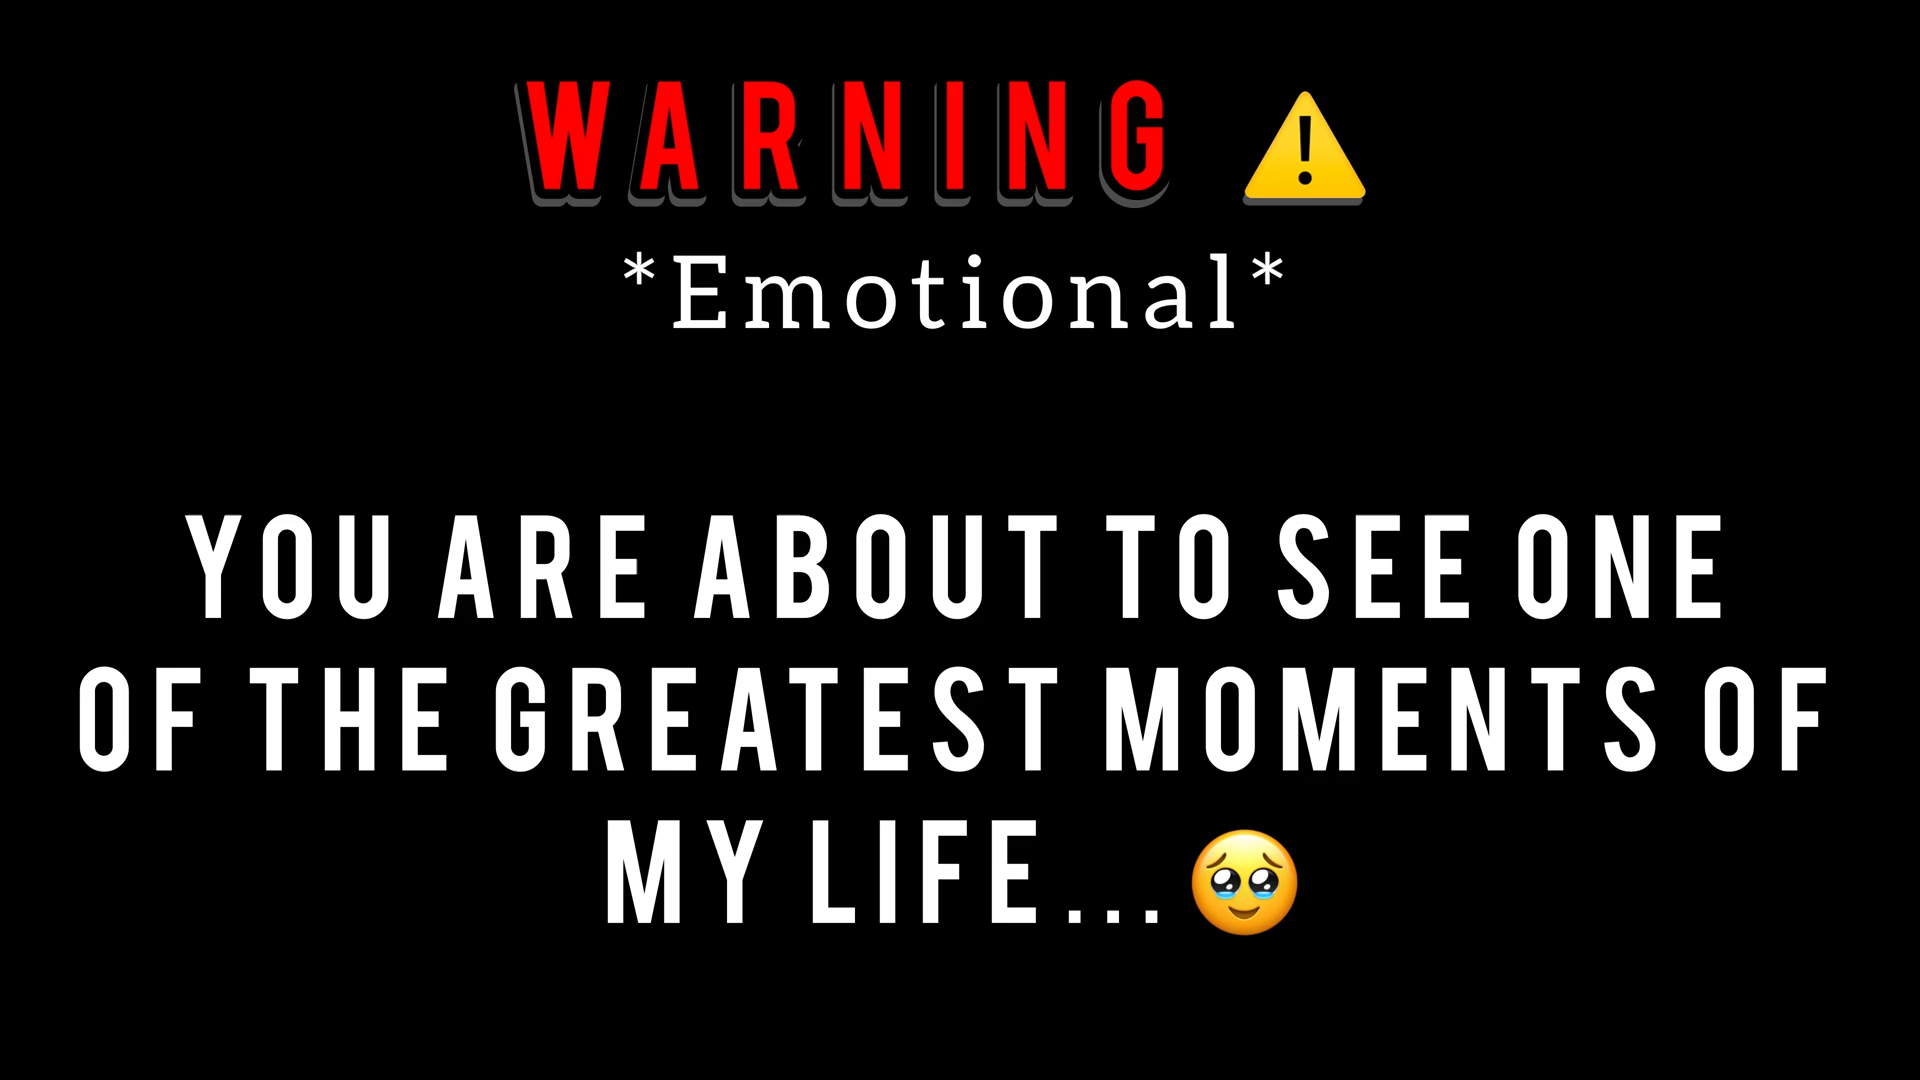 WARNING ⚠️
*Emotional*
YOU ARE ABOUT TO SEE ONE
OF THE GREATEST MOMENTS OF
MY LIFE... 🥹